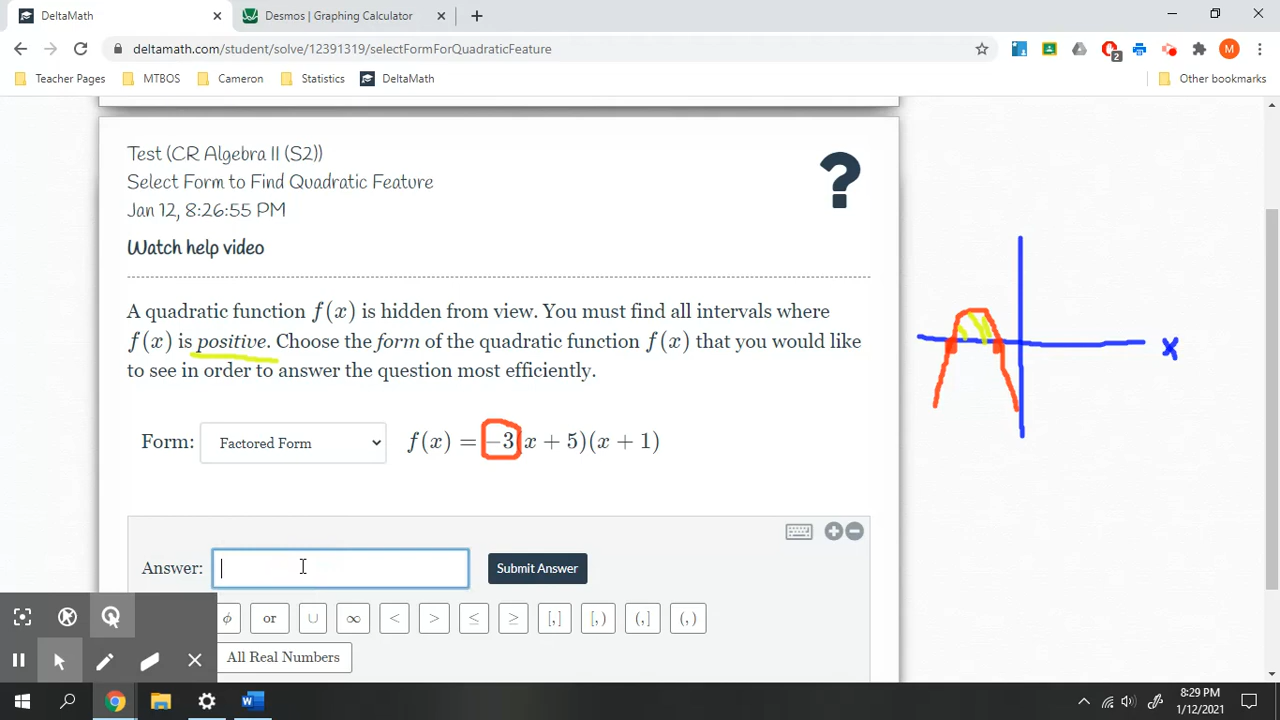 DeltaMath
Desmos | Graphing Calculator
deltamath.com/student/solve/12391319/selectFormForQuadraticFeature
2
M
Teacher Pages MTBOS Cameron Statistics DeltaMath Other bookmarks
Test (CR Algebra II (S2))
Select Form to Find Quadratic Feature
Jan 12, 8:26:55 PM
?
Watch help video
A quadratic function f(x) is hidden from view. You must find all intervals where
f(x) is positive. Choose the form of the quadratic function f(x) that you would like
to see in order to answer the question most efficiently.
Form: Factored Form f(x) = −3(x + 5)(x + 1)
x
Answer: Submit Answer
ϕ or ∪ ∞ < > ≤ ≥ [,] [,) (,] (,)
All Real Numbers
8:29 PM
1/12/2021